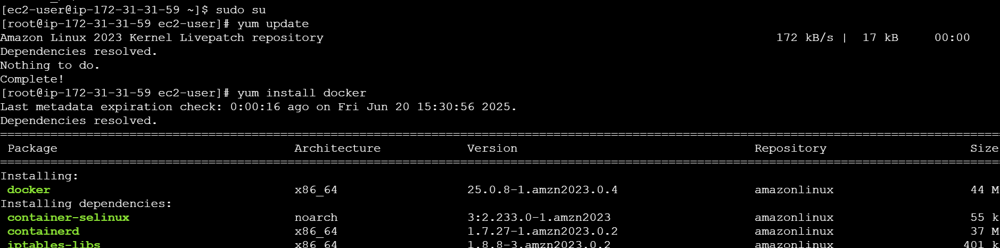 [ec2-user@ip-172-31-31-59 ~]$ sudo su
[root@ip-172-31-31-59 ec2-user]# yum update
Amazon Linux 2023 Kernel Livepatch repository 172 kB/s | 17 kB 00:00
Dependencies resolved.
Nothing to do.
Complete!
[root@ip-172-31-31-59 ec2-user]# yum install docker
Last metadata expiration check: 0:00:16 ago on Fri Jun 20 15:30:56 2025.
Dependencies resolved.
Package Architecture Version Repository Size
Installing:
docker x86_64 25.0.8-1.amzn2023.0.4 amazonlinux 44 M
Installing dependencies:
container-selinux noarch 3:2.233.0-1.amzn2023 amazonlinux 55 k
containerd x86_64 1.7.27-1.amzn2023.0.2 amazonlinux 37 M
iptables-libs x86_64 1.8.8-3.amzn2023.0.2 amazonlinux 401 k